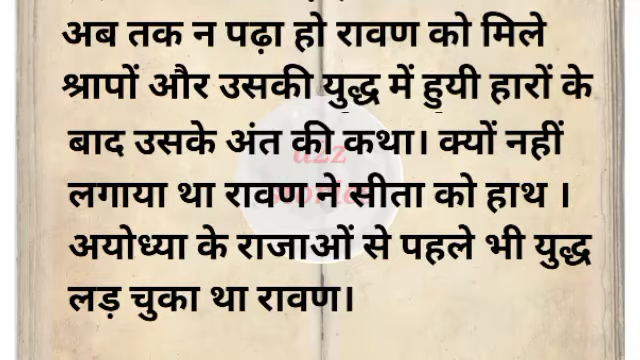 अब तक न पढ़ा हो रावण को मिले
श्रापों और उसकी युद्ध में हुयी हारों के
बाद उसके अंत की कथा। क्यों नहीं
लगाया था रावण ने सीता को हाथ ।
अयोध्या के राजाओं से पहले भी युद्ध
लड़ चुका था रावण।